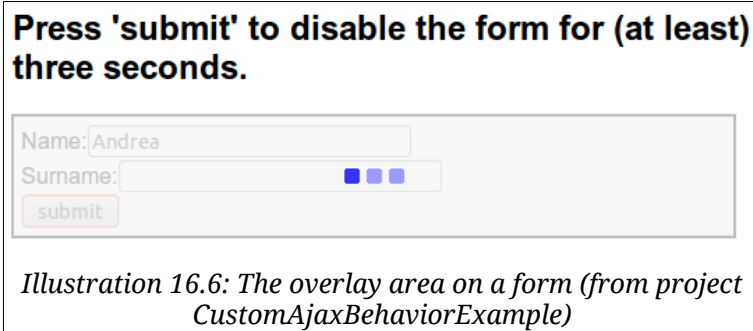 Press 'submit' to disable the form for (at least)
three seconds.
Name: Andrea
Surname:
submit
Illustration 16.6: The overlay area on a form (from project
CustomAjaxBehaviorExample)